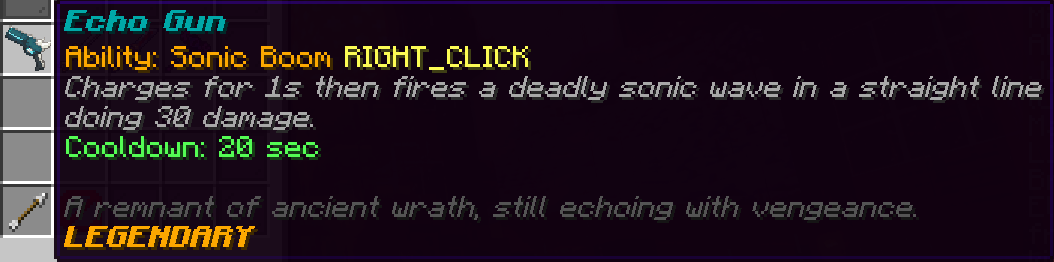 Echo Gun
Ability: Sonic Boom RIGHT_CLICK
Charges for 1s then fires a deadly sonic wave in a straight line
doing 30 damage.
Cooldown: 20 sec
A remnant of ancient wrath, still echoing with vengeance.
LEGENDARY